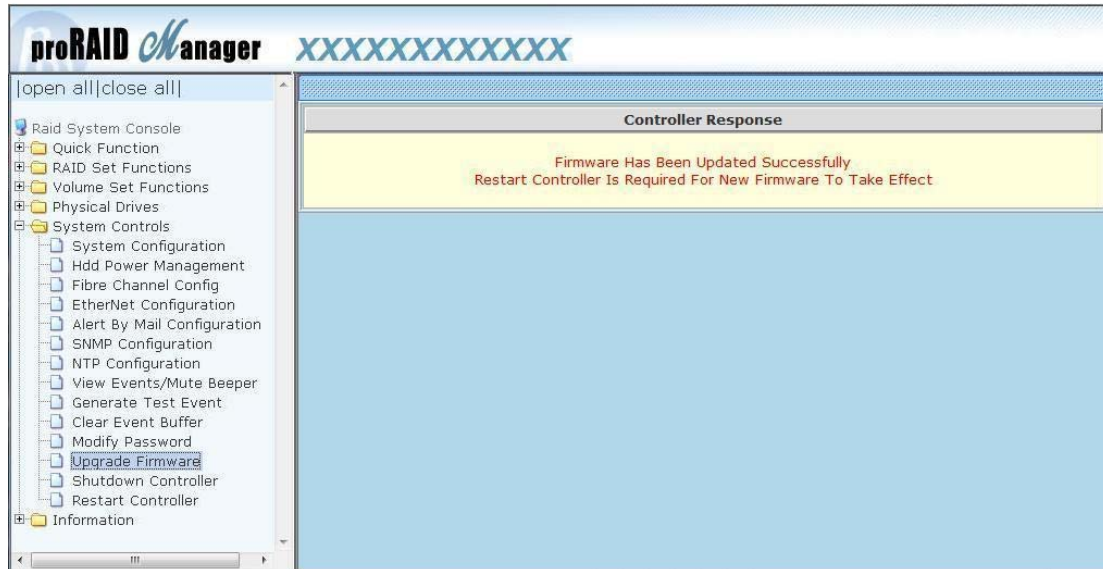 proRAID Manager
XXXXXXXXXXXX
|open all|close all|
Raid System Console
Quick Function
RAID Set Functions
Volume Set Functions
Physical Drives
System Controls
System Configuration
Hdd Power Management
Fibre Channel Config
EtherNet Configuration
Alert By Mail Configuration
SNMP Configuration
NTP Configuration
View Events/Mute Beeper
Generate Test Event
Clear Event Buffer
Modify Password
Upgrade Firmware
Shutdown Controller
Restart Controller
Information
Controller Response
Firmware Has Been Updated Successfully
Restart Controller Is Required For New Firmware To Take Effect